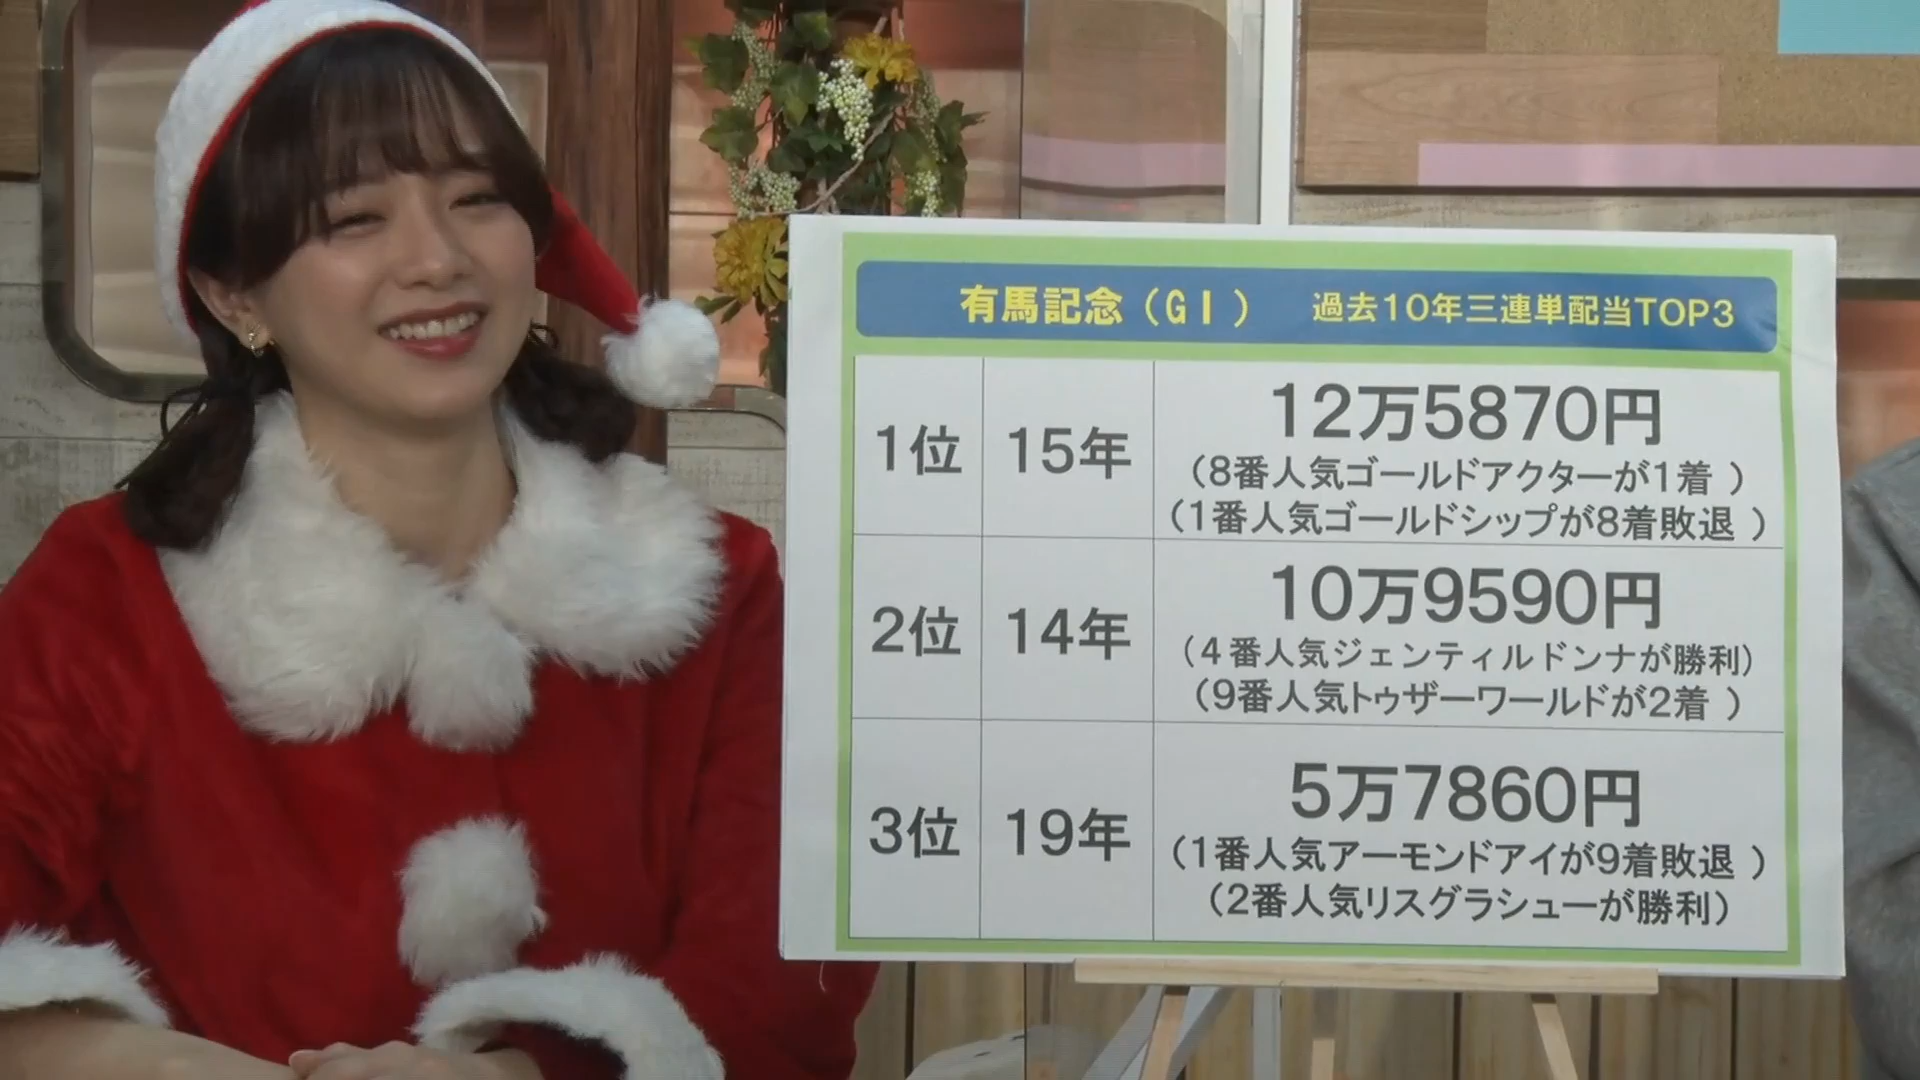 有馬記念(GⅠ) 過去10年三連単配当TOP3
1位 15年 12万5870円
(8番人気ゴールドアクターが1着)
(1番人気ゴールドシップが8着敗退)
2位 14年 10万9590円
(4番人気ジェンティルドンナが勝利)
(9番人気トゥザーワールドが2着)
3位 19年 5万7860円
(1番人気アーモンドアイが9着敗退)
(2番人気リスグラシューが勝利)